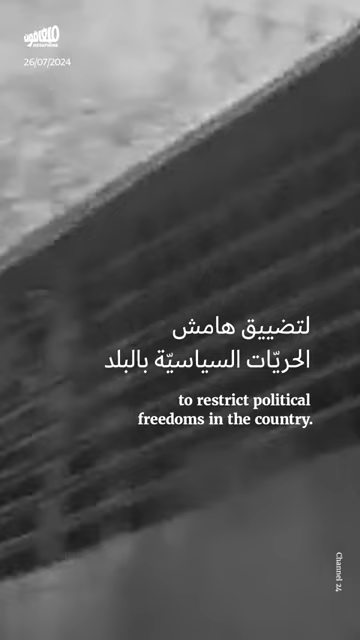 26/07/2024
لتضييق هامش
الحريّات السياسيّة بالبلد
to restrict political
freedoms in the country.
Channel 24